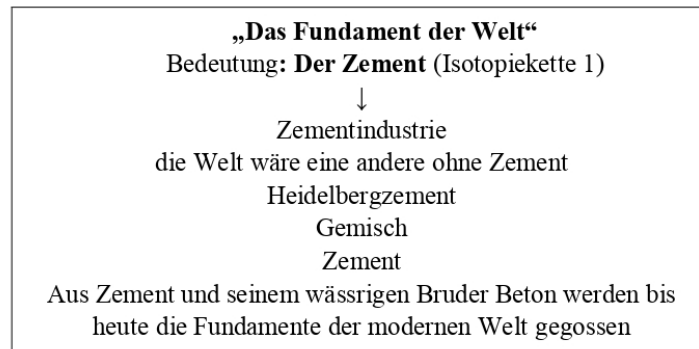 „Das Fundament der Welt“
Bedeutung: Der Zement (Isotopiekette 1)
↓
Zementindustrie
die Welt wäre eine andere ohne Zement
Heidelbergzement
Gemisch
Zement
Aus Zement und seinem wässrigen Bruder Beton werden bis
heute die Fundamente der modernen Welt gegossen